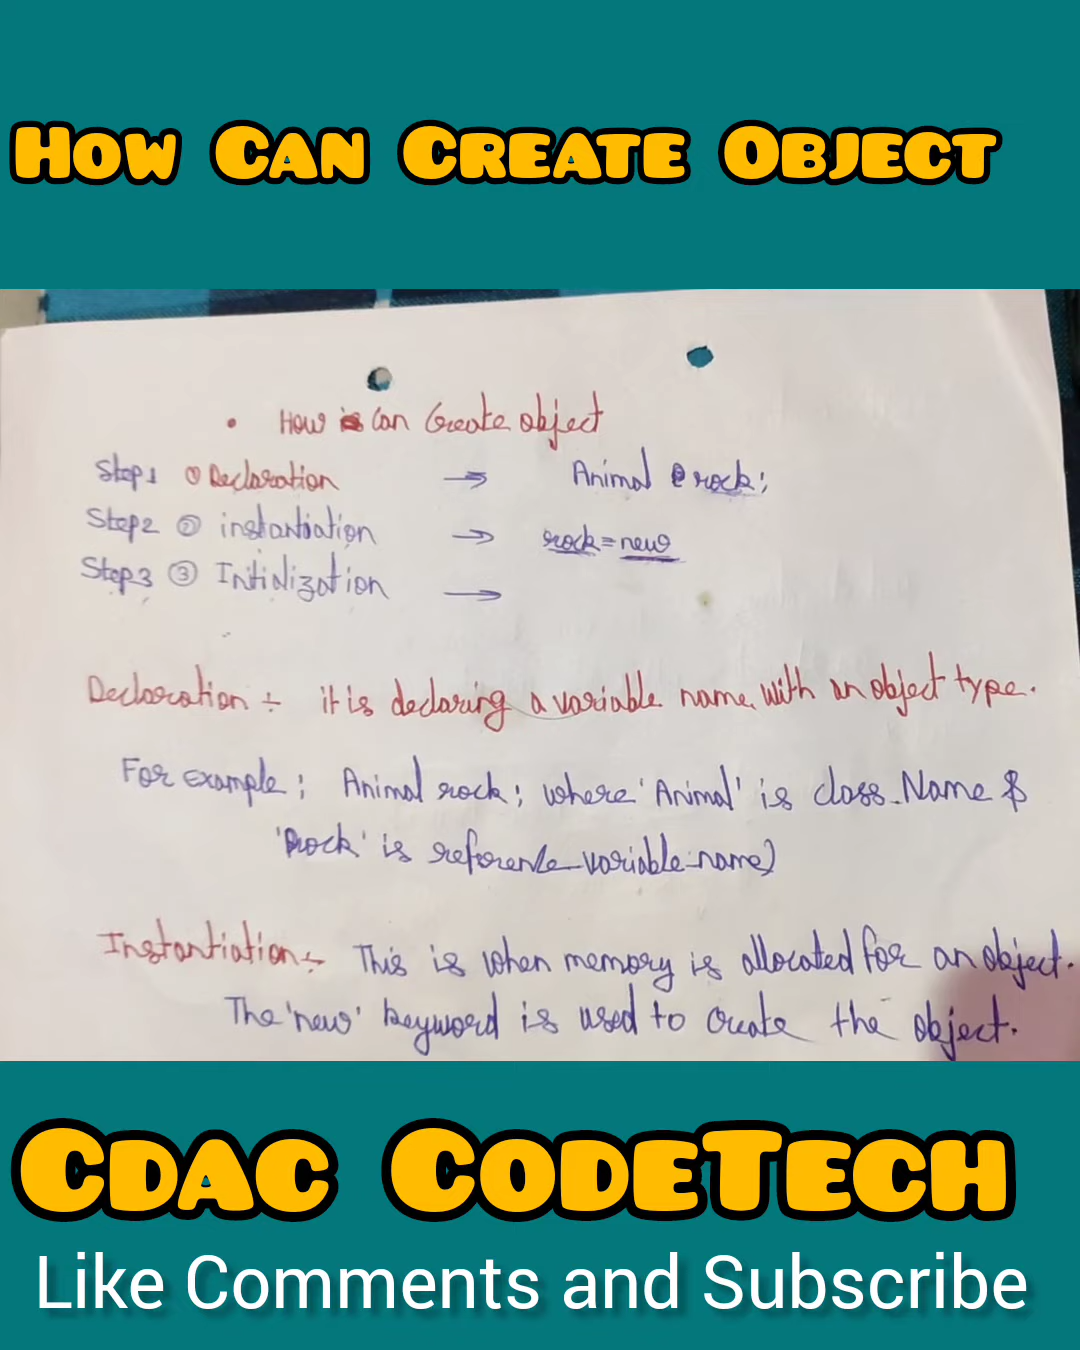 How Can Create Object
• How is Can Create object
Step1 ① Declaration → Animal rock;
Step2 ② instantiation → rock = new
Step3 ③ Initialization →
Declaration ÷ it is declaring a variable name with an object type.
For Example; Animal rock; where 'Animal' is class Name &
'Rock' is reference variable name)
Instantiation ÷ This is when memory is allocated for an object.
The 'new' keyword is used to create the object.
Cdac CodeTech
Like Comments and Subscribe